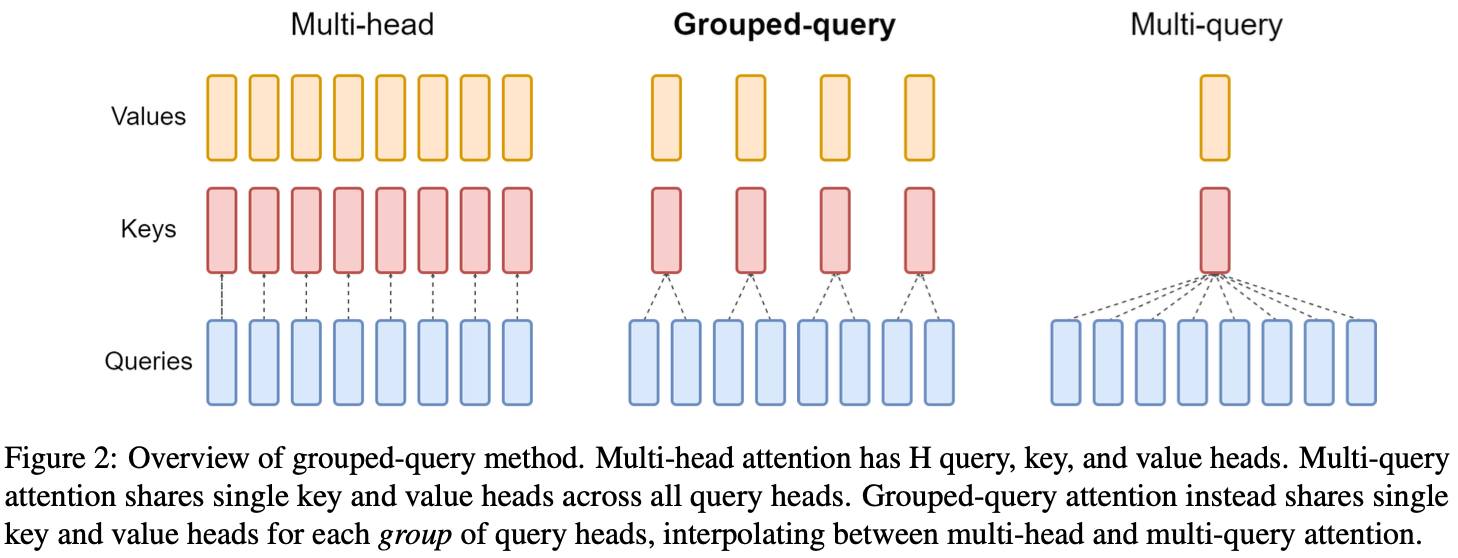 Multi-head
Grouped-query
Multi-query
Values
Keys
Queries
Figure 2: Overview of grouped-query method. Multi-head attention has H query, key, and value heads. Multi-query
attention shares single key and value heads across all query heads. Grouped-query attention instead shares single
key and value heads for each group of query heads, interpolating between multi-head and multi-query attention.